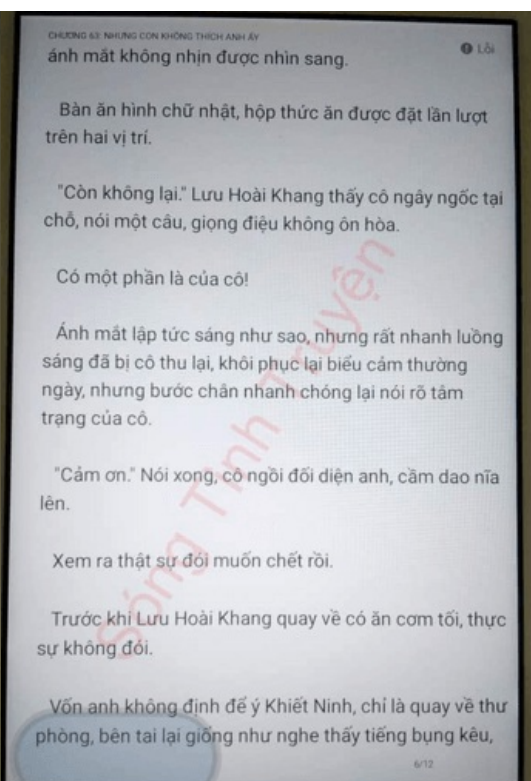 CHƯƠNG 63: NHƯNG CON KHÔNG THÍCH ANH ẤY
Lỗi
ánh mắt không nhịn được nhìn sang.
Bàn ăn hình chữ nhật, hộp thức ăn được đặt lần lượt
trên hai vị trí.
"Còn không lại." Lưu Hoài Khang thấy cô ngây ngốc tại
chỗ, nói một câu, giọng điệu không ôn hòa.
Có một phần là của cô!
Ánh mắt lập tức sáng như sao, nhưng rất nhanh luồng
sáng đã bị cô thu lại, khôi phục lại biểu cảm thường
ngày, nhưng bước chân nhanh chóng lại nói rõ tâm
trạng của cô.
"Cảm ơn." Nói xong, cô ngồi đối diện anh, cầm dao nĩa
lên.
Xem ra thật sự đói muốn chết rồi.
Trước khi Lưu Hoài Khang quay về có ăn cơm tối, thực
sự không đói.
Vốn anh không định để ý Khiết Ninh, chỉ là quay về thư
phòng, bên tai lại giống như nghe thấy tiếng bụng kêu,
6/12
Sóng Tình Truyện